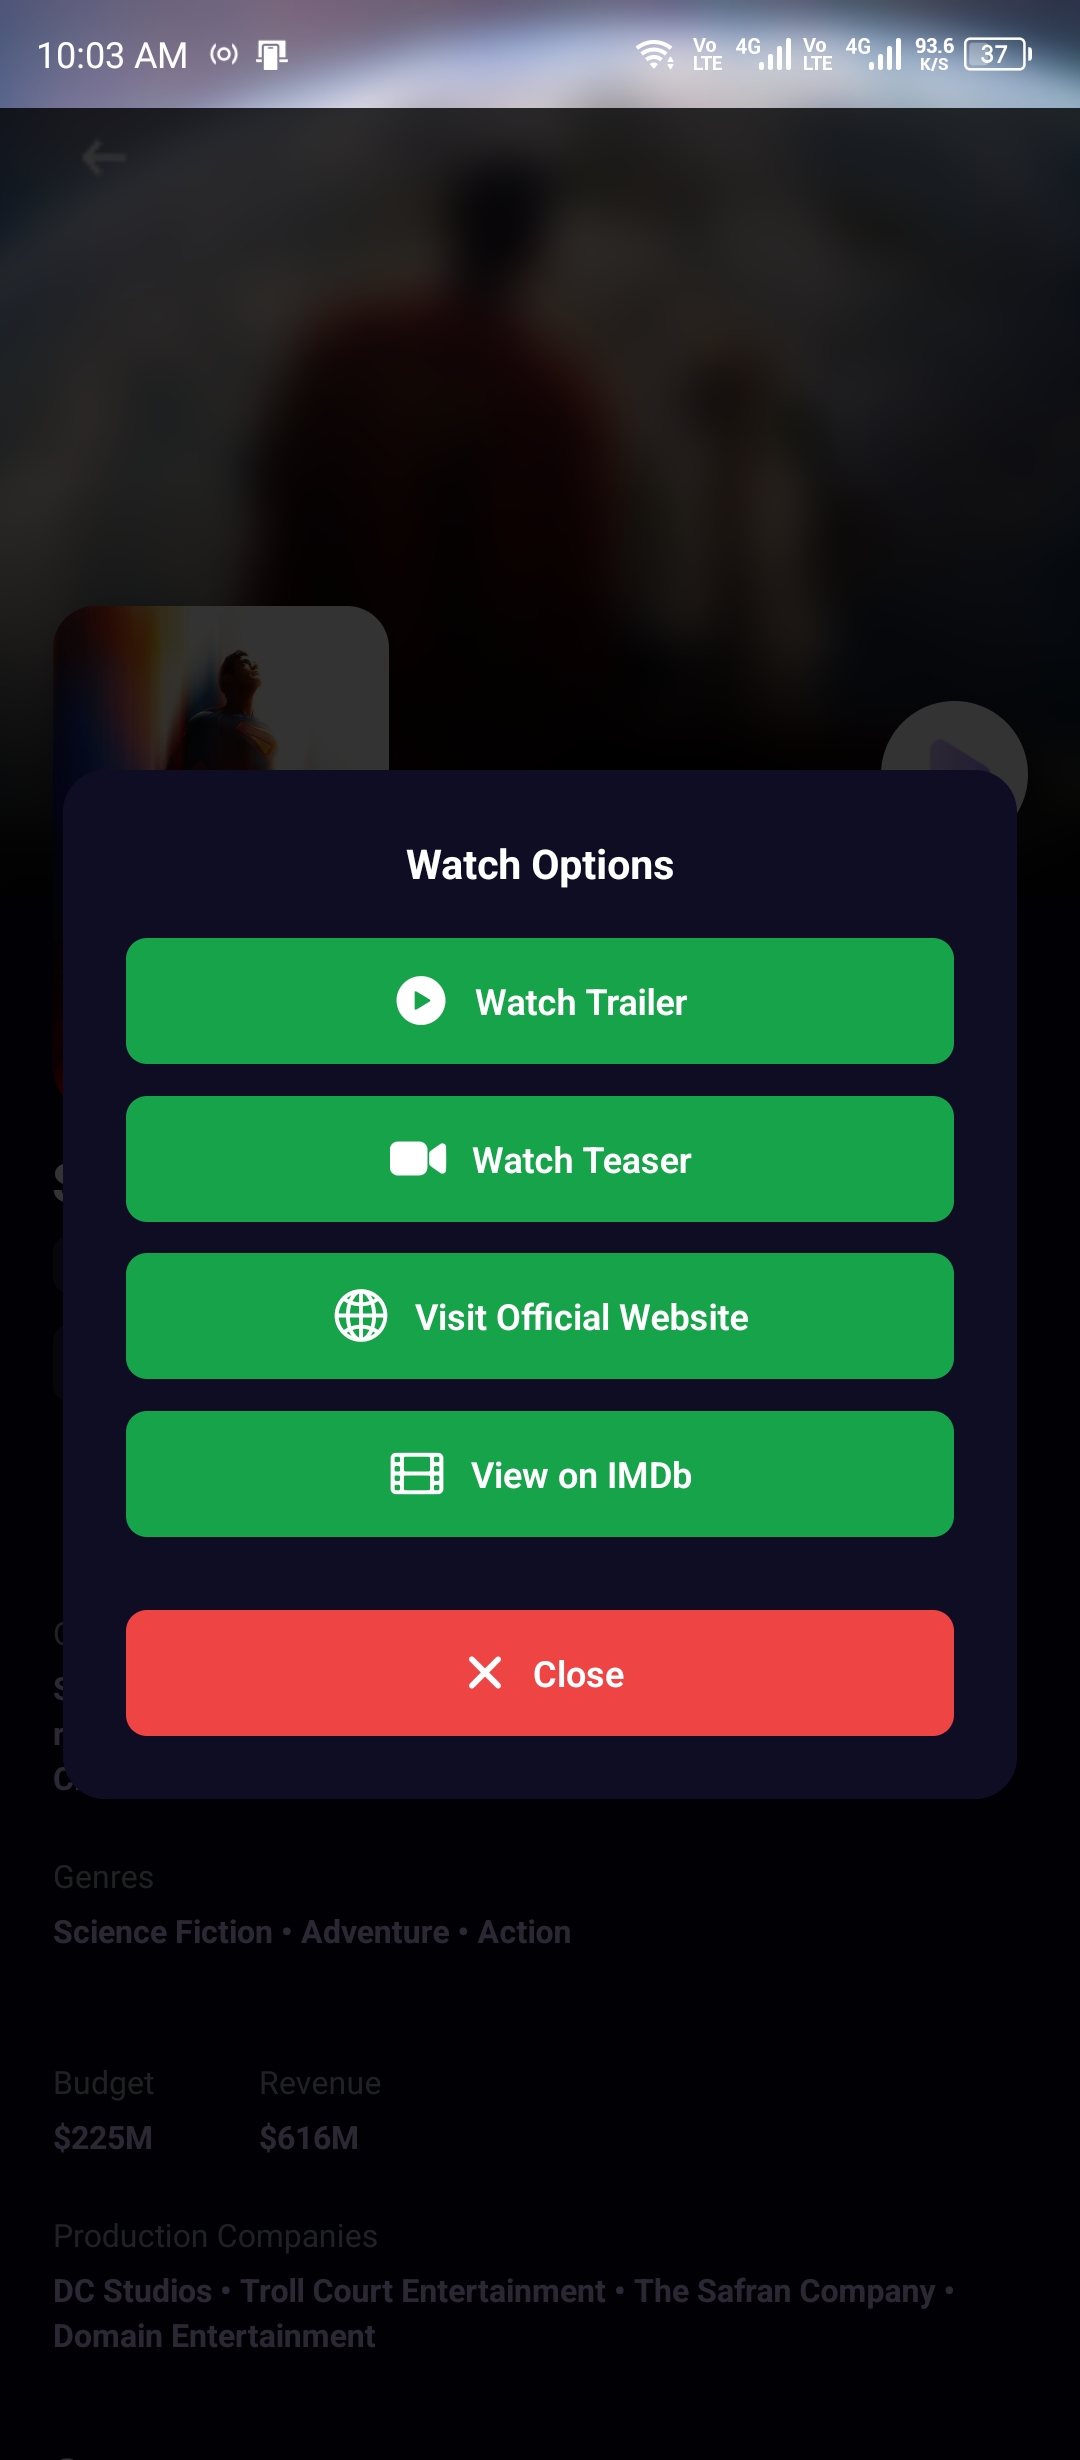 10:03 AM Vo LTE 4G Vo LTE 4G 93.6 K/S 37
Watch Options
Watch Trailer
Watch Teaser
Visit Official Website
View on IMDb
Close
Genres
Science Fiction • Adventure • Action
Budget Revenue
$225M $616M
Production Companies
DC Studios • Troll Court Entertainment • The Safran Company •
Domain Entertainment